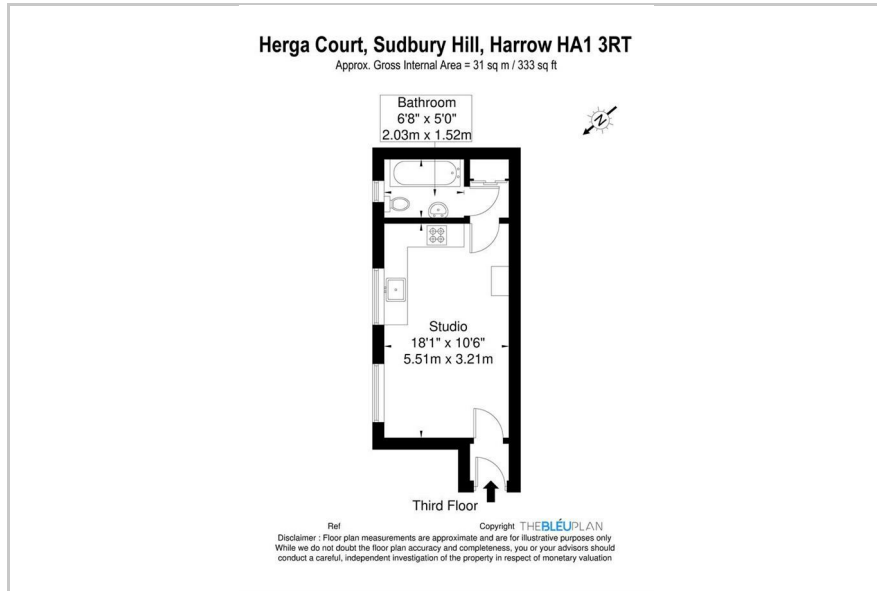 Herga Court, Sudbury Hill, Harrow HA1 3RT
Approx. Gross Internal Area = 31 sq m / 333 sq ft
Bathroom
6'8" x 5'0"
2.03m x 1.52m
N
Studio
18'1" x 10'6"
5.51m x 3.21m
Third Floor
Ref
Copyright THEBLÉUPLAN
Disclaimer : Floor plan measurements are approximate and are for illustrative purposes only
While we do not doubt the floor plan accuracy and completeness, you or your advisors should
conduct a careful, independent investigation of the property in respect of monetary valuation